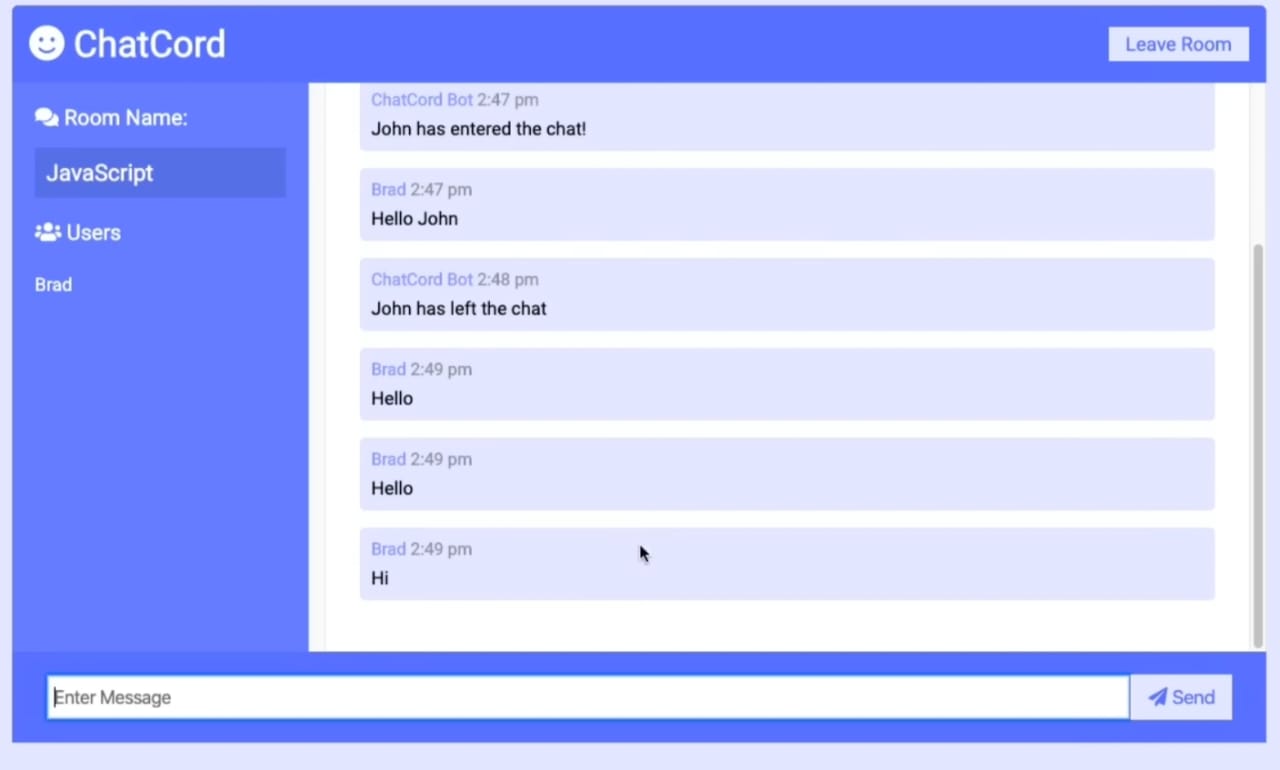 ChatCord
Leave Room
Room Name:
JavaScript
Users
Brad
ChatCord Bot 2:47 pm
John has entered the chat!
Brad 2:47 pm
Hello John
ChatCord Bot 2:48 pm
John has left the chat
Brad 2:49 pm
Hello
Brad 2:49 pm
Hello
Brad 2:49 pm
Hi
Enter Message
Send